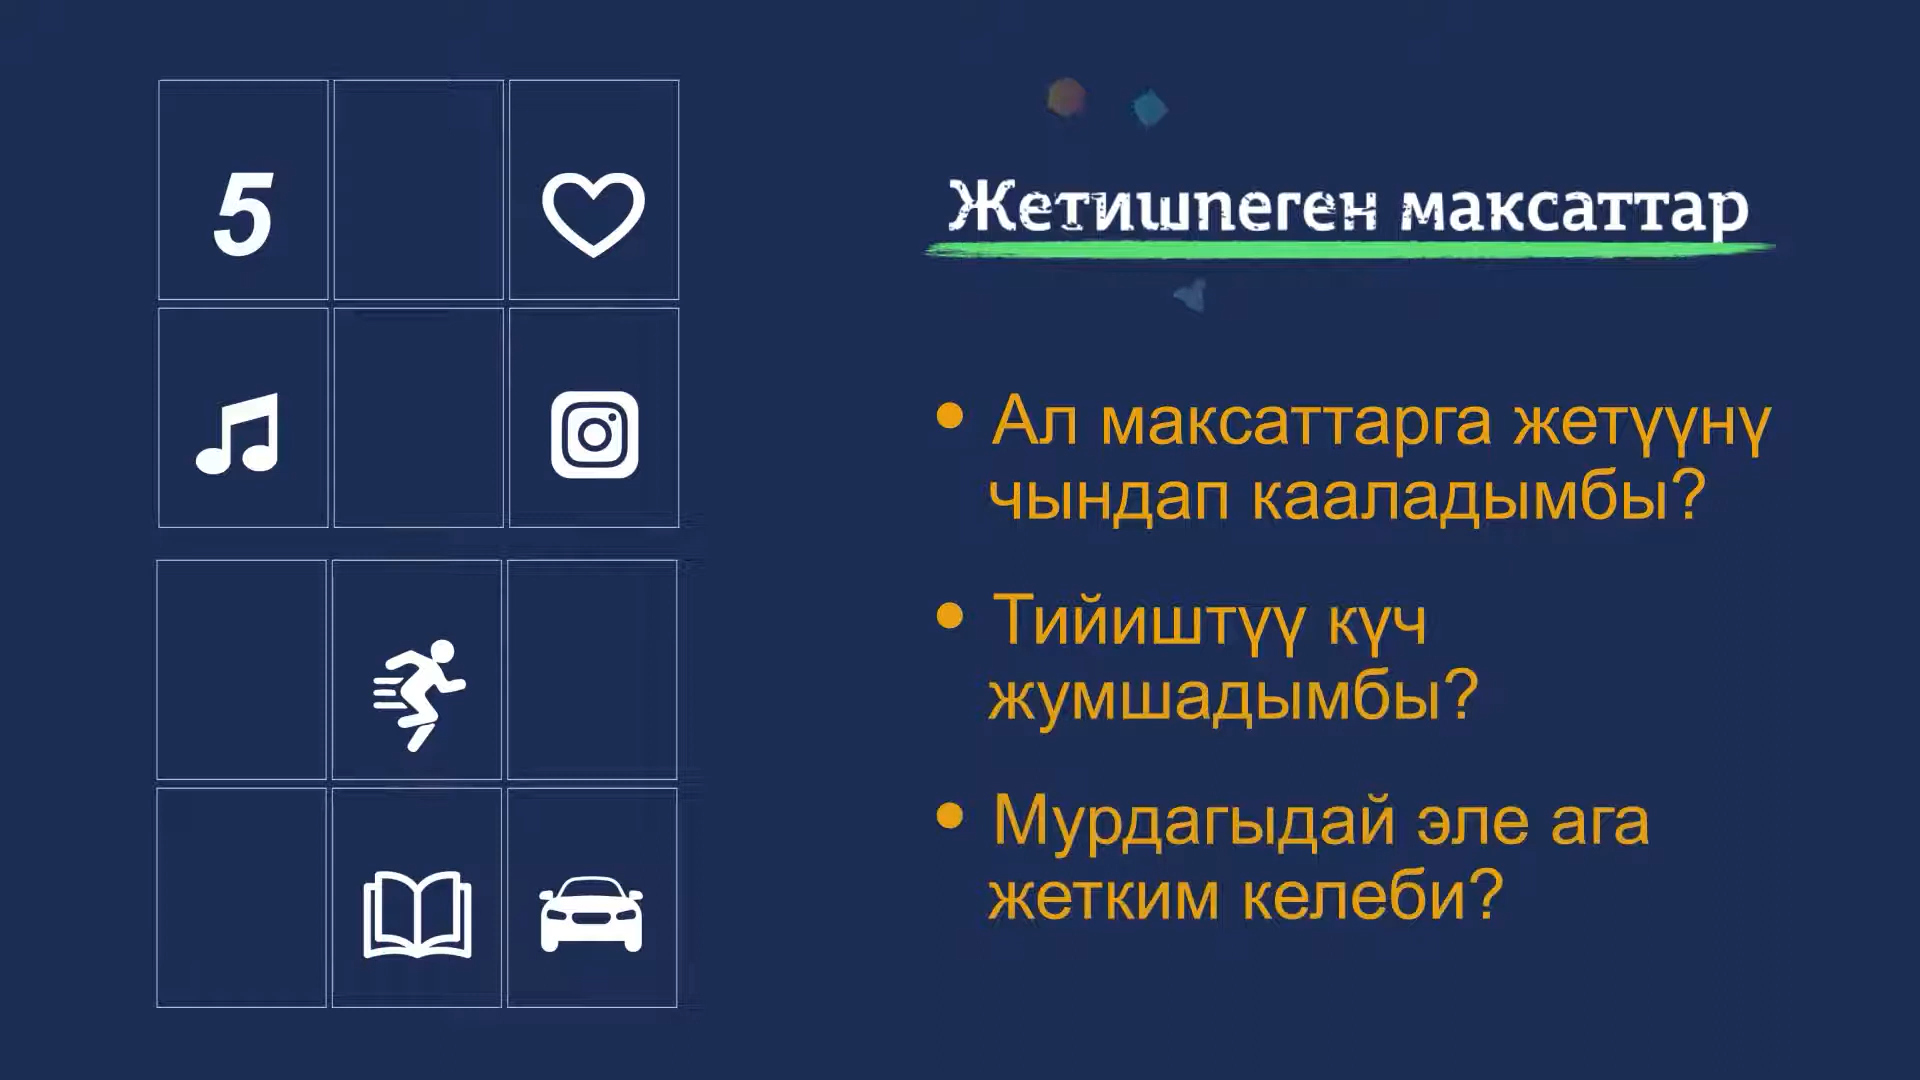 5
Жетишпеген максаттар
• Ал максаттарга жетүүнү
чындап кааладымбы?
• Тийиштүү күч
жумшадымбы?
• Мурдагыдай эле ага
жетким келеби?